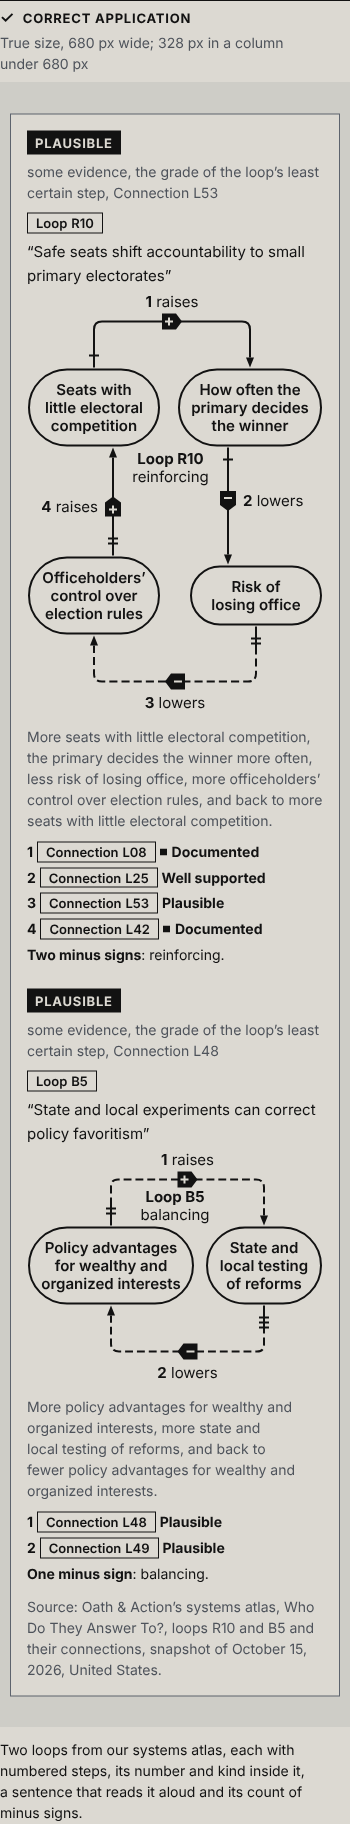 ✓ CORRECT APPLICATION
True size, 680 px wide; 328 px in a column
under 680 px
PLAUSIBLE
some evidence, the grade of the loop’s least
certain step, Connection L53
Loop R10
“Safe seats shift accountability to small
primary electorates”
1 raises
+
Seats with
little electoral
competition
How often the
primary decides
the winner
Loop R10
reinforcing
4 raises
+
−
2 lowers
Officeholders’
control over
election rules
Risk of
losing office
−
3 lowers
More seats with little electoral competition,
the primary decides the winner more often,
less risk of losing office, more officeholders’
control over election rules, and back to more
seats with little electoral competition.
1 Connection L08 ■ Documented
2 Connection L25 Well supported
3 Connection L53 Plausible
4 Connection L42 ■ Documented
Two minus signs: reinforcing.
PLAUSIBLE
some evidence, the grade of the loop’s least
certain step, Connection L48
Loop B5
“State and local experiments can correct
policy favoritism”
1 raises
+
Loop B5
balancing
Policy advantages
for wealthy and
organized interests
State and
local testing
of reforms
−
2 lowers
More policy advantages for wealthy and
organized interests, more state and
local testing of reforms, and back to
fewer policy advantages for wealthy and
organized interests.
1 Connection L48 Plausible
2 Connection L49 Plausible
One minus sign: balancing.
Source: Oath & Action’s systems atlas, Who
Do They Answer To?, loops R10 and B5 and
their connections, snapshot of October 15,
2026, United States.
Two loops from our systems atlas, each with
numbered steps, its number and kind inside it,
a sentence that reads it aloud and its count of
minus signs.